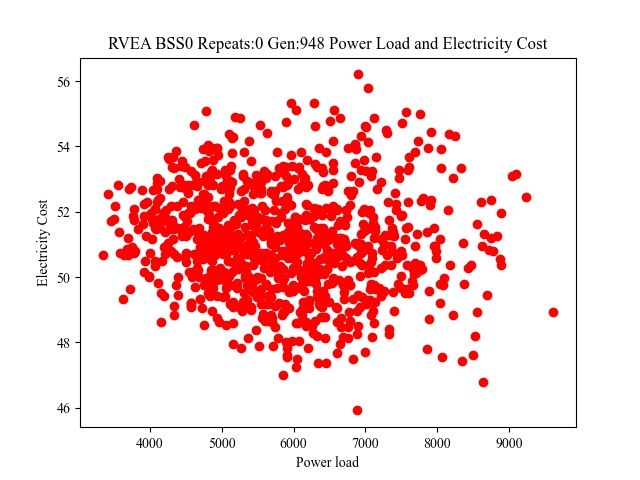 RVEA BSS0 Repeats:0 Gen:948 Power Load and Electricity Cost
56
54
52
50
48
46
Electricity Cost
4000 5000 6000 7000 8000 9000
Power load